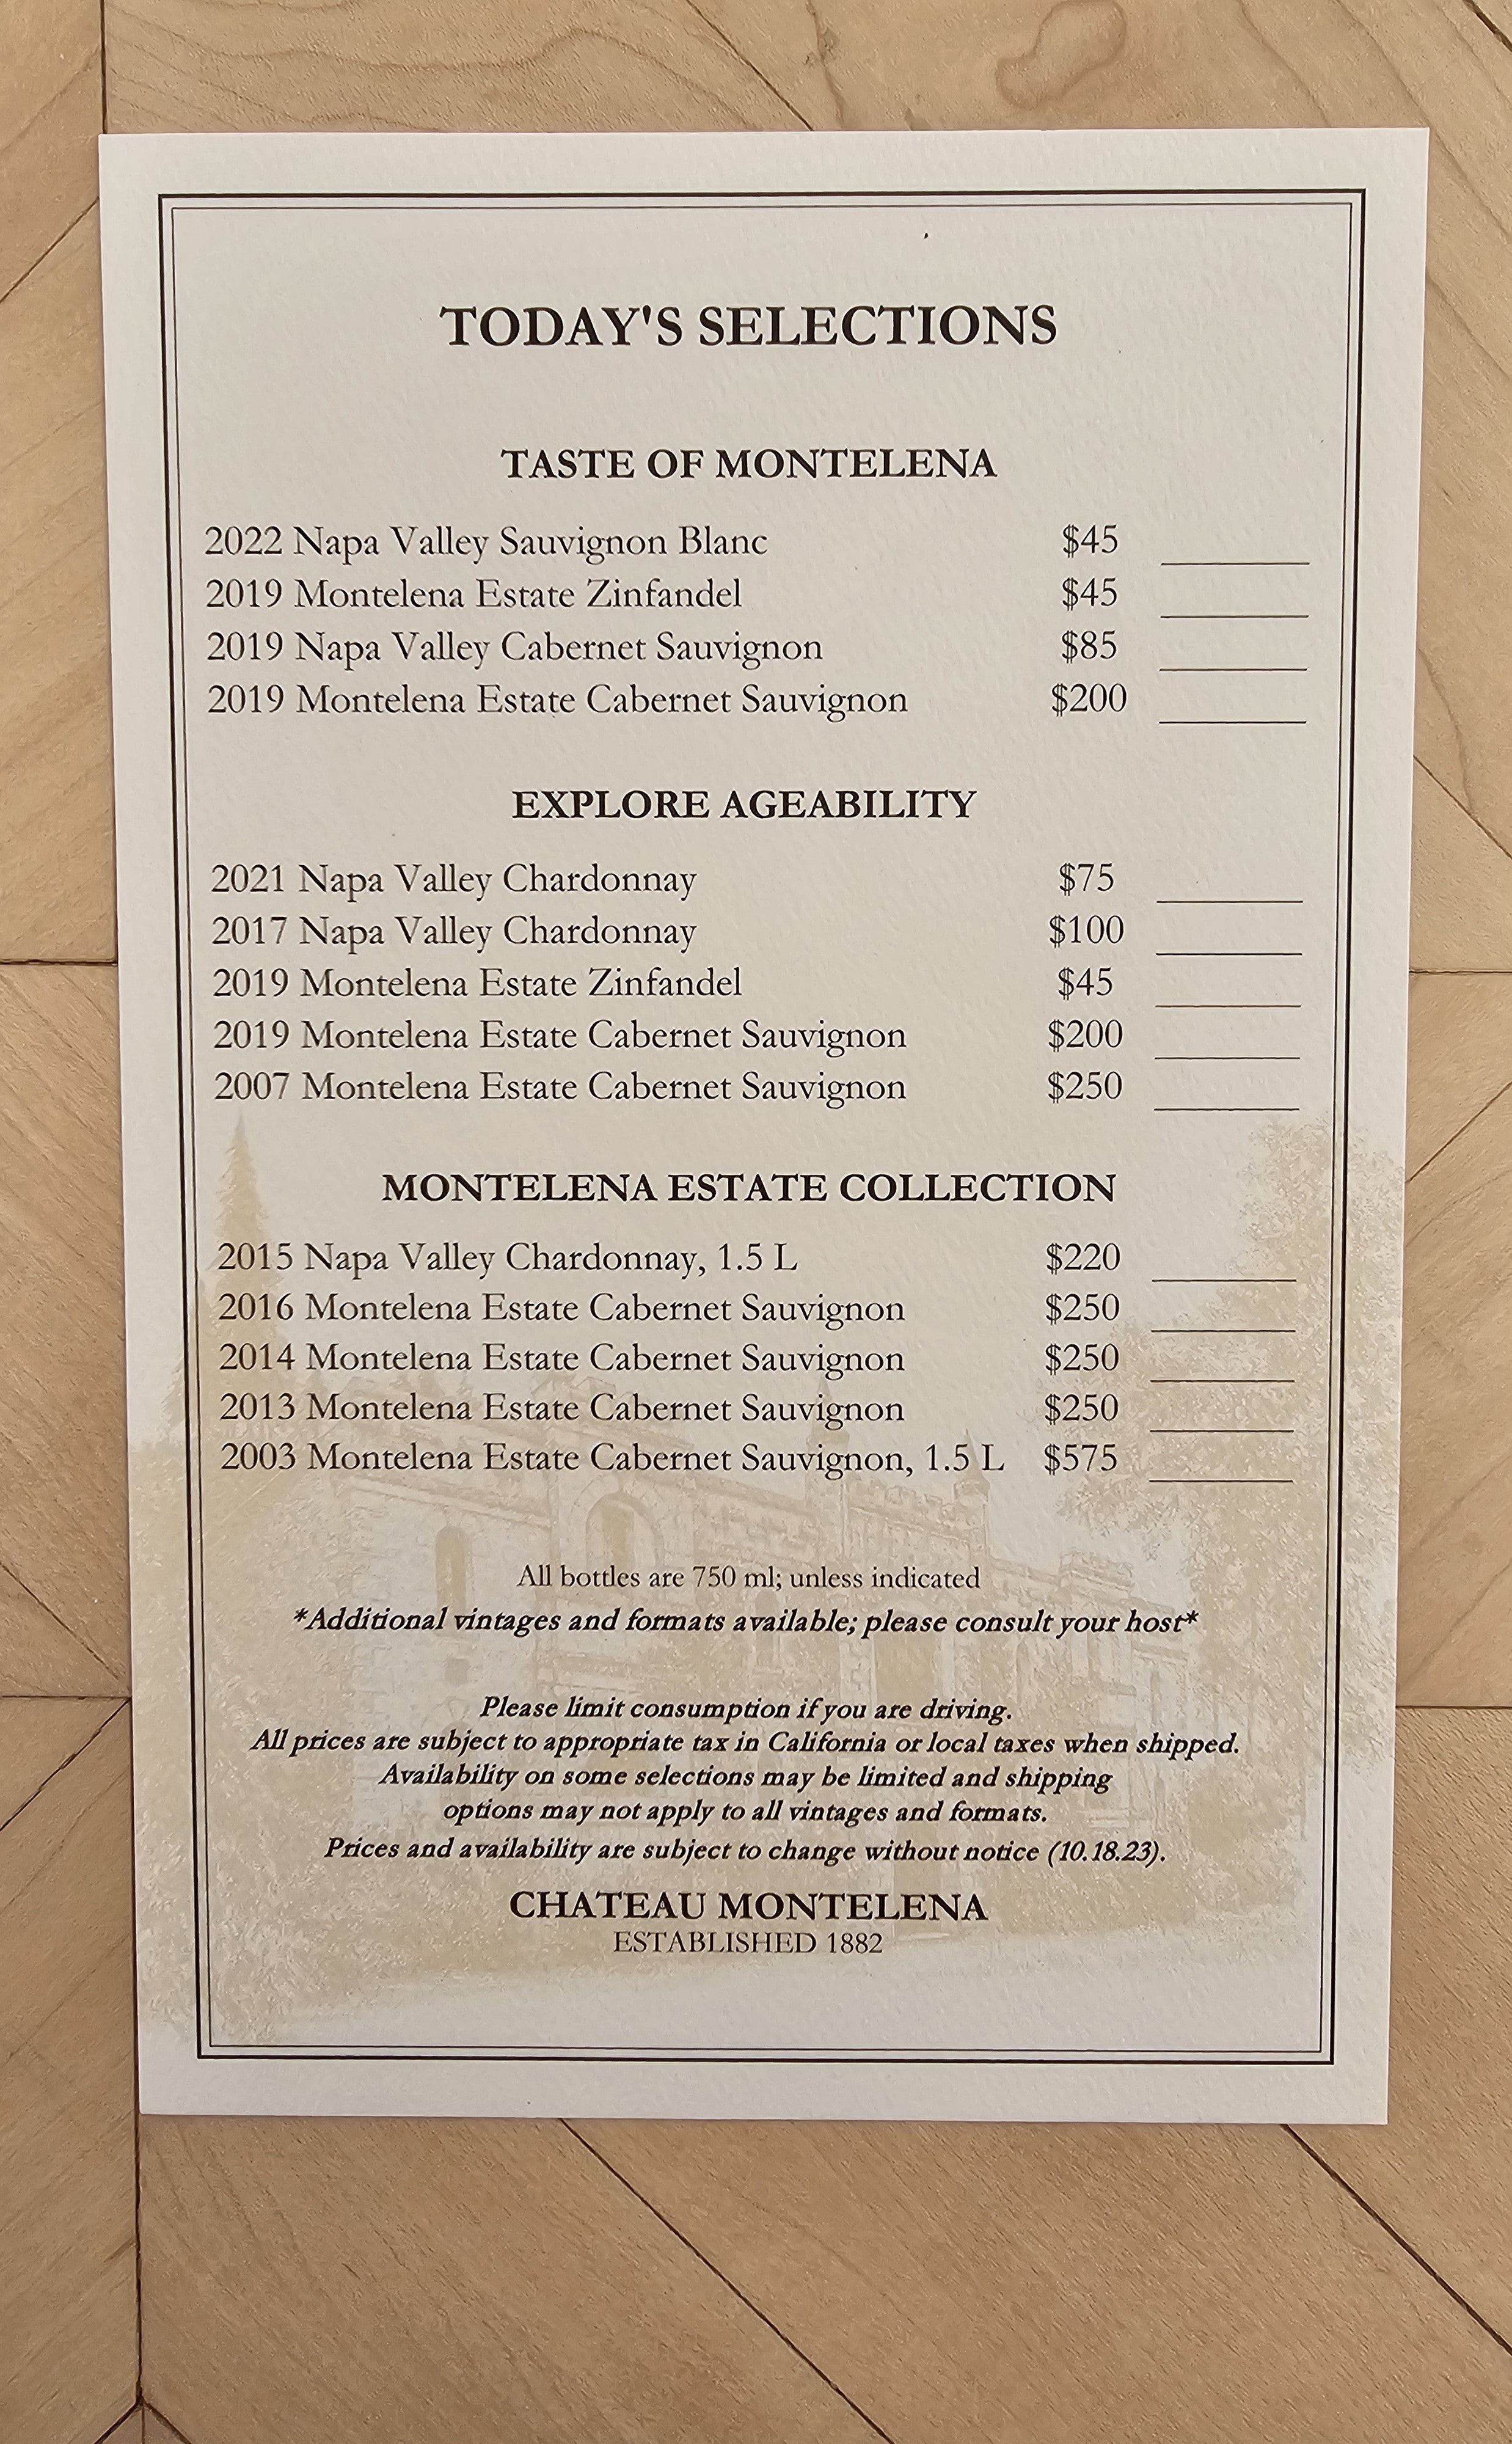 TODAY'S SELECTIONS
TASTE OF MONTELENA
2022 Napa Valley Sauvignon Blanc $45
2019 Montelena Estate Zinfandel $45
2019 Napa Valley Cabernet Sauvignon $85
2019 Montelena Estate Cabernet Sauvignon $200
EXPLORE AGEABILITY
2021 Napa Valley Chardonnay $75
2017 Napa Valley Chardonnay $100
2019 Montelena Estate Zinfandel $45
2019 Montelena Estate Cabernet Sauvignon $200
2007 Montelena Estate Cabernet Sauvignon $250
MONTELENA ESTATE COLLECTION
2015 Napa Valley Chardonnay, 1.5 L $220
2016 Montelena Estate Cabernet Sauvignon $250
2014 Montelena Estate Cabernet Sauvignon $250
2013 Montelena Estate Cabernet Sauvignon $250
2003 Montelena Estate Cabernet Sauvignon, 1.5 L $575
All bottles are 750 ml; unless indicated
*Additional vintages and formats available; please consult your host*
Please limit consumption if you are driving.
All prices are subject to appropriate tax in California or local taxes when shipped.
Availability on some selections may be limited and shipping
options may not apply to all vintages and formats.
Prices and availability are subject to change without notice (10.18.23).
CHATEAU MONTELENA
ESTABLISHED 1882